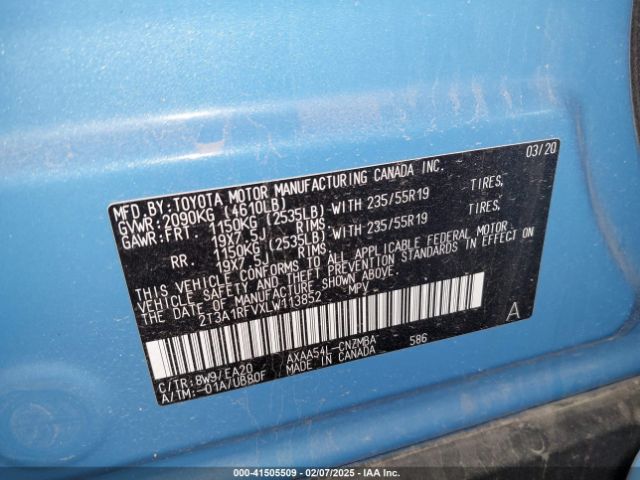 MFD. BY: TOYOTA MOTOR MANUFACTURING CANADA INC. 03/20
GVWR: 2090KG (4610LB)
GAWR: FRT. 1150KG (2535LB) WITH 235/55R19 TIRES,
19X7.5J RIMS
RR. 1150KG (2535LB) WITH 235/55R19 TIRES,
19X7.5J RIMS
THIS VEHICLE CONFORMS TO ALL APPLICABLE FEDERAL MOTOR
VEHICLE SAFETY AND THEFT PREVENTION STANDARDS IN EFFECT ON
THE DATE OF MANUFACTURE SHOWN ABOVE.
2T3A1RFVXLW113852 MPV
A
C/TR: 8W9/EA20 AXAA54L-CNZMBA 586
A/TM: -01A/UB80F MADE IN CANADA
000-41505509 - 02/07/2025 - IAA Inc.